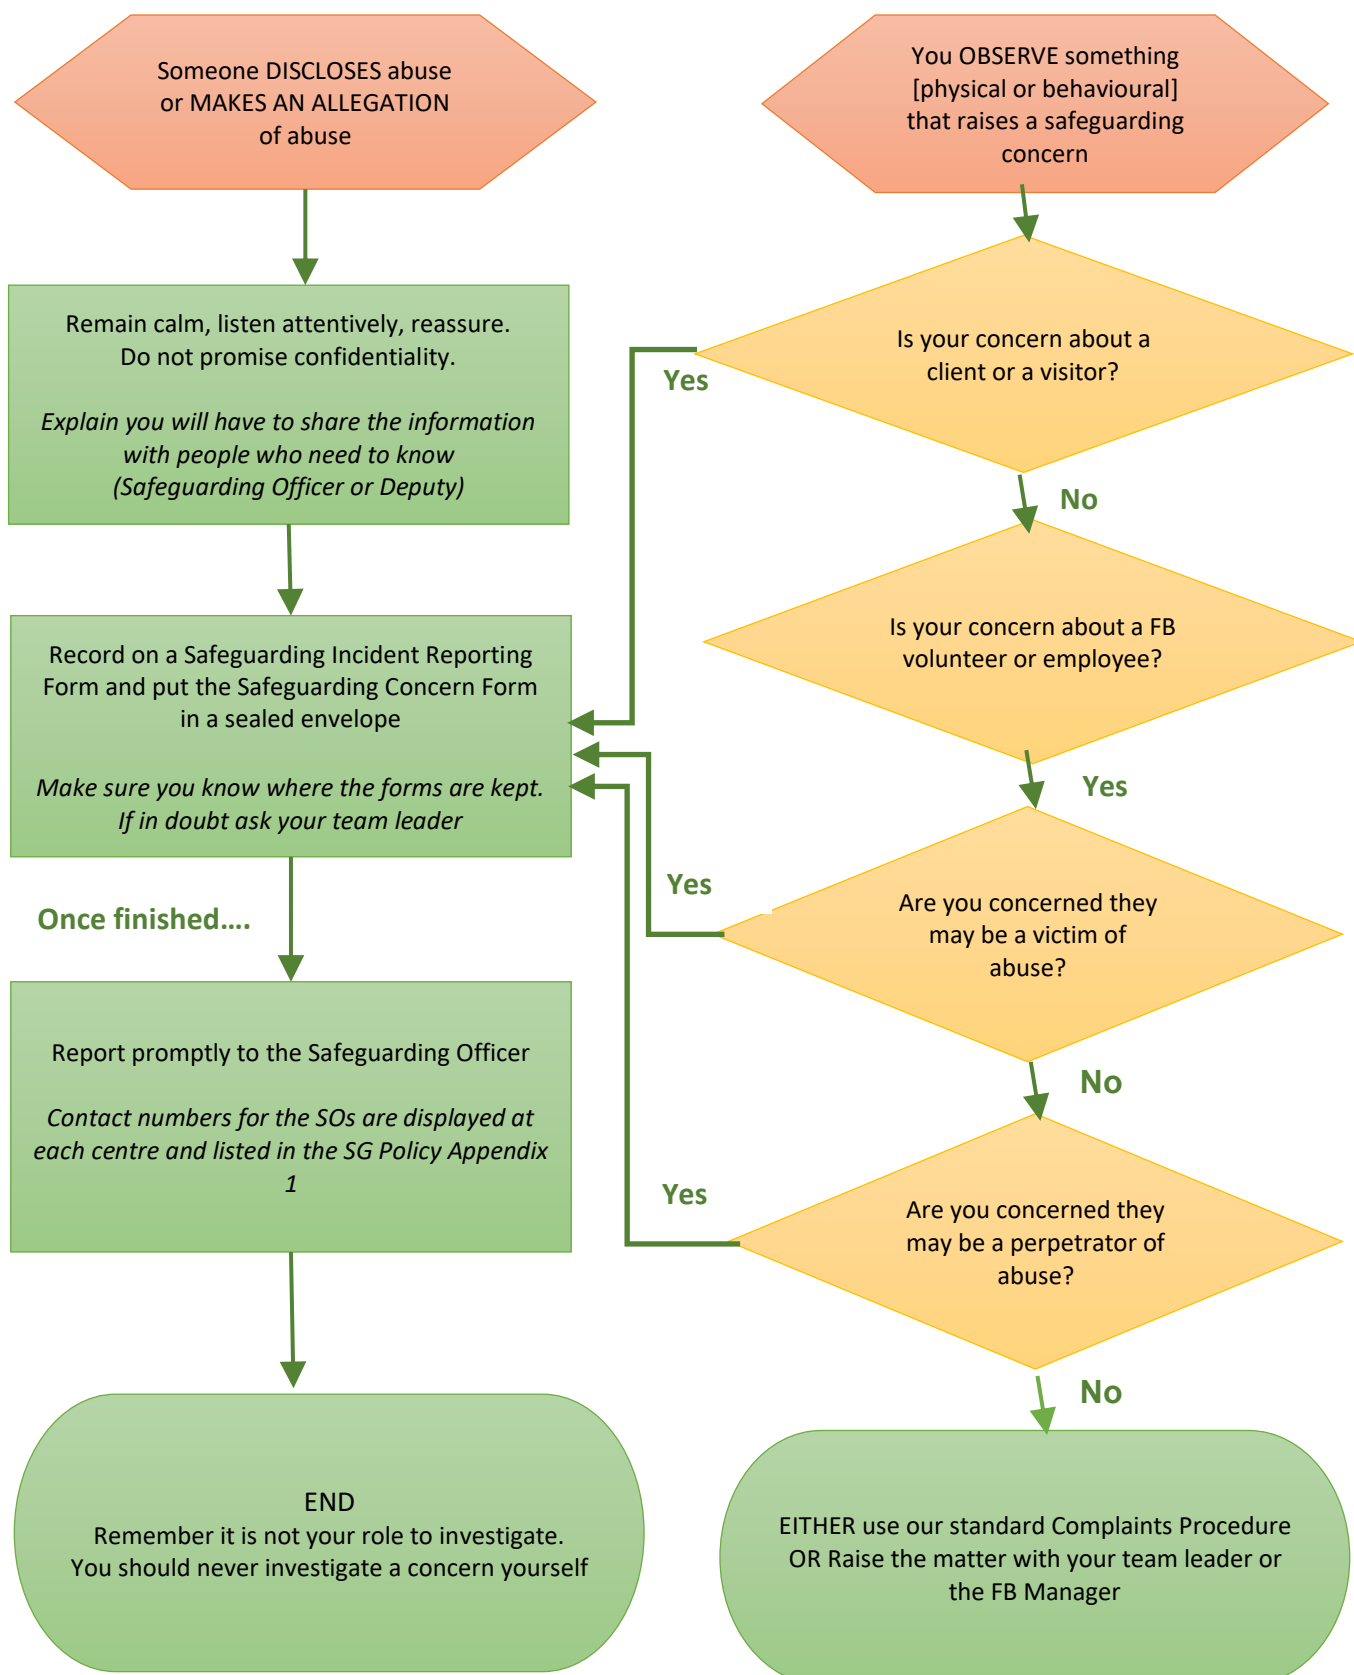 Someone DISCLOSES abuse
or MAKES AN ALLEGATION
of abuse
Remain calm, listen attentively, reassure.
Do not promise confidentiality.
Explain you will have to share the information
with people who need to know
(Safeguarding Officer or Deputy)
Record on a Safeguarding Incident Reporting
Form and put the Safeguarding Concern Form
in a sealed envelope
Make sure you know where the forms are kept.
If in doubt ask your team leader
Once finished....
Report promptly to the Safeguarding Officer
Contact numbers for the SOs are displayed at
each centre and listed in the SG Policy Appendix
1
END
Remember it is not your role to investigate.
You should never investigate a concern yourself
You OBSERVE something
[physical or behavioural]
that raises a safeguarding
concern
Is your concern about a
client or a visitor?
Yes
No
Is your concern about a FB
volunteer or employee?
Yes
Are you concerned they
may be a victim of
abuse?
Yes
No
Are you concerned they
may be a perpetrator of
abuse?
Yes
No
EITHER use our standard Complaints Procedure
OR Raise the matter with your team leader or
the FB Manager